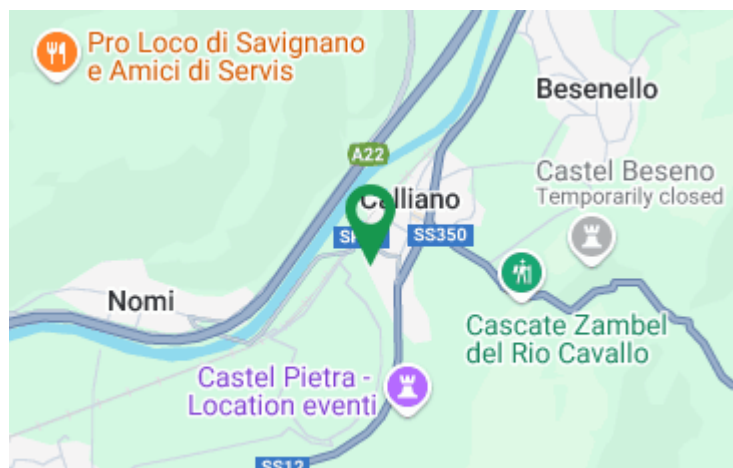 Pro Loco di Savignano
e Amici di Servis
Besenello
A22
Castel Beseno
Temporarily closed
Calliano
SS350
Nomi
Cascate Zambel
del Rio Cavallo
Castel Pietra -
Location eventi
SS12